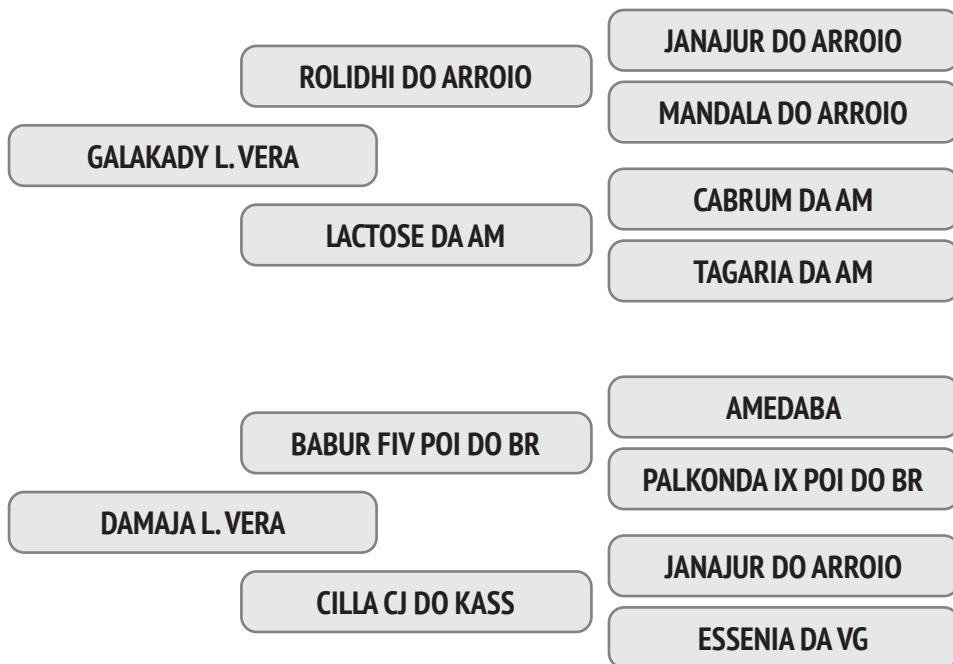 JANAJUR DO ARROIO
ROLIDHI DO ARROIO
MANDALA DO ARROIO
GALAKADY L. VERA
CABRUM DA AM
LACTOSE DA AM
TAGARIA DA AM
AMEDABA
BABUR FIV POI DO BR
PALKONDA IX POI DO BR
DAMAJA L. VERA
JANAJUR DO ARROIO
CILLA CJ DO KASS
ESSENIA DA VG